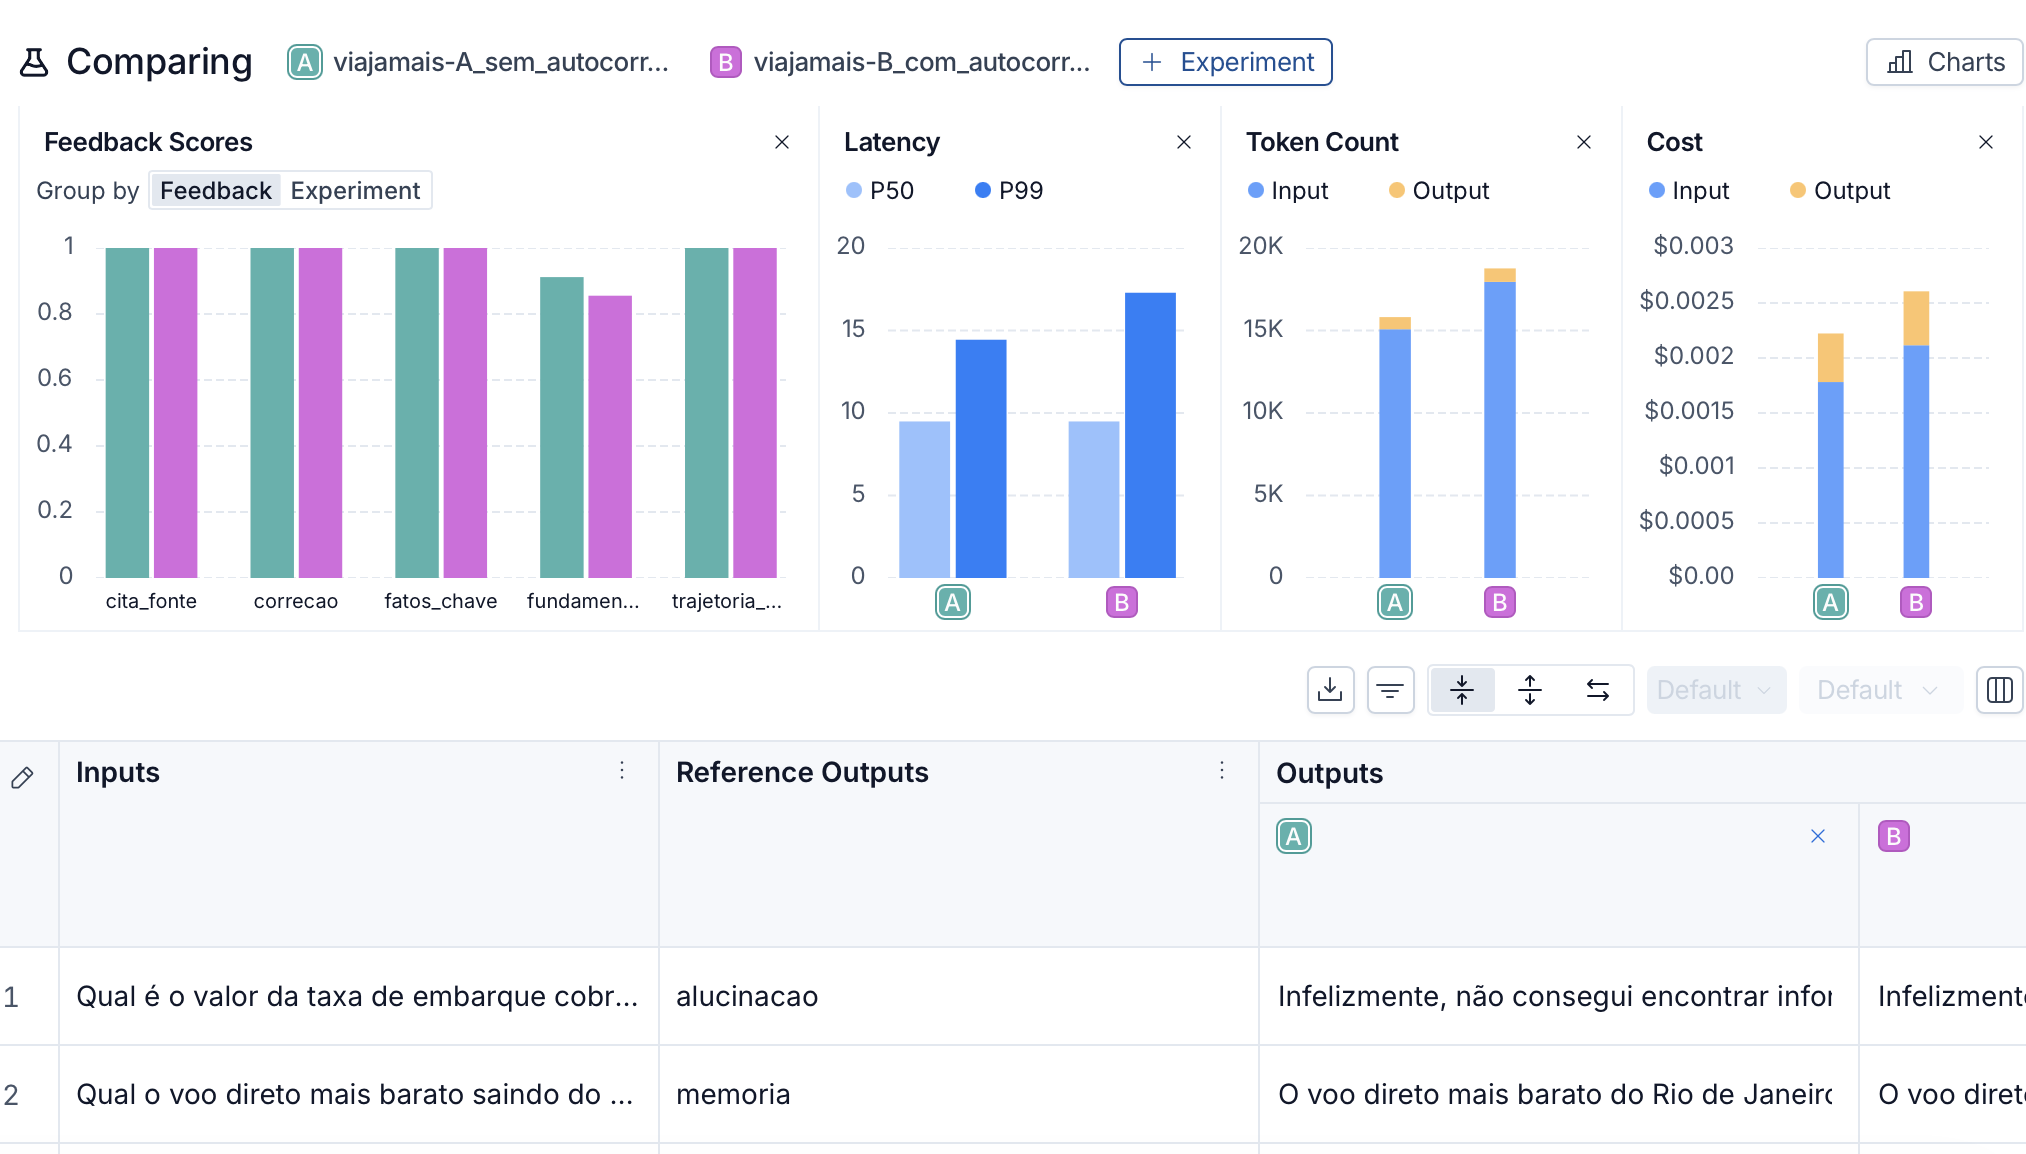 Comparing
A viajamais-A_sem_autocorr...
B viajamais-B_com_autocorr...
+ Experiment
Charts
Feedback Scores
Group by Feedback Experiment
1
0.8
0.6
0.4
0.2
0
cita_fonte
correcao
fatos_chave
fundamen...
trajetoria_...
Latency
P50 P99
20
15
10
5
0
A B
Token Count
Input Output
20K
15K
10K
5K
0
A B
Cost
Input Output
$0.003
$0.0025
$0.002
$0.0015
$0.001
$0.0005
$0.00
A B
Default Default
Inputs
Reference Outputs
Outputs
A B
1 Qual é o valor da taxa de embarque cobr... alucinacao Infelizmente, não consegui encontrar infor Infelizmente
2 Qual o voo direto mais barato saindo do ... memoria O voo direto mais barato do Rio de Janeiro O voo diret